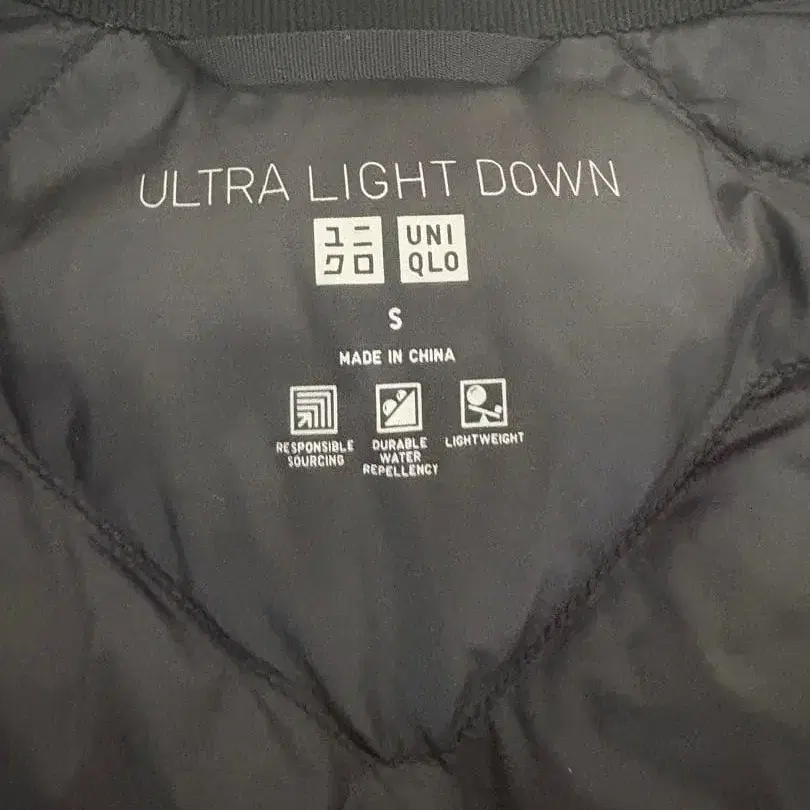 ULTRA LIGHT DOWN
ユニ
クロ
UNI
QLO
S
MADE IN CHINA
RESPONSIBLE
SOURCING
DURABLE
WATER
REPELLENCY
LIGHTWEIGHT